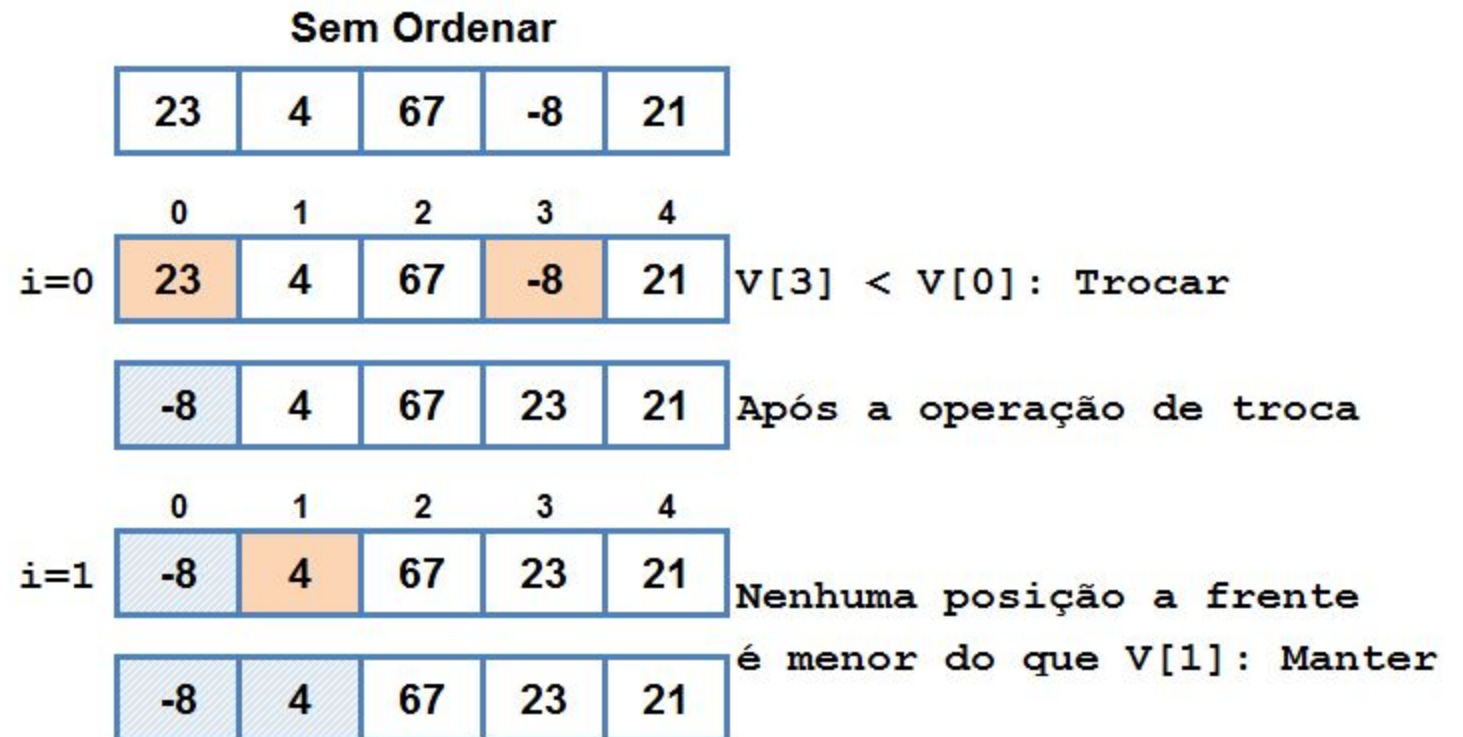 Sem Ordenar
23 4 67 -8 21
0 1 2 3 4
i=0 23 4 67 -8 21 V[3] < V[0]: Trocar
-8 4 67 23 21 Após a operação de troca
0 1 2 3 4
i=1 -8 4 67 23 21
Nenhuma posição a frente
é menor do que V[1]: Manter
-8 4 67 23 21